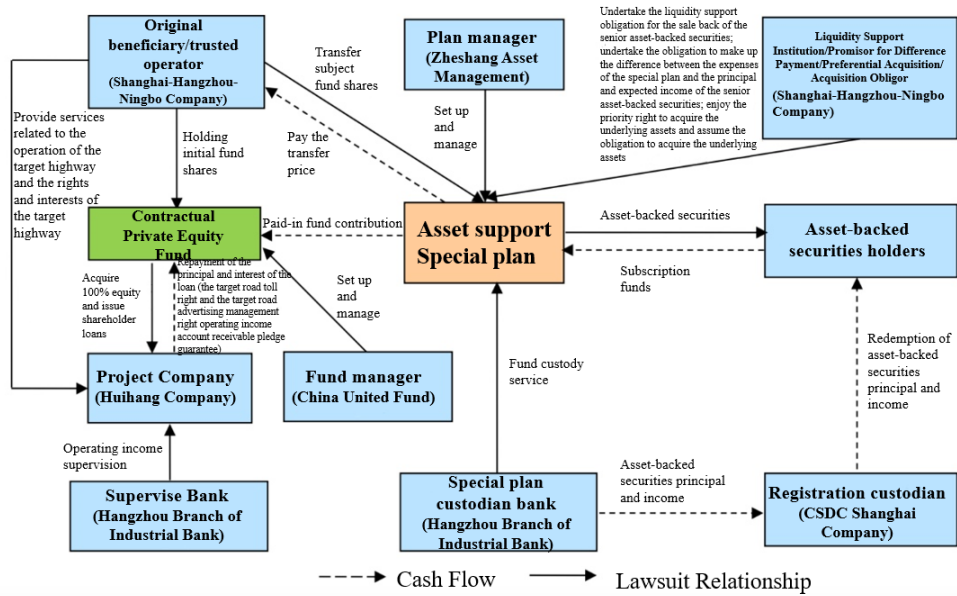 Original
beneficiary/trusted
operator
(Shanghai-Hangzhou-
Ningbo Company)
Transfer
subject
fund shares
Plan manager
(Zheshang Asset
Management)
Undertake the liquidity support
obligation for the sale back of the
senior asset-backed securities;
undertake the obligation to make up
the difference between the expenses
of the special plan and the principal
and expected income of the senior
asset-backed securities; enjoy the
priority right to acquire the
underlying assets and assume the
obligation to acquire the underlying
assets
Liquidity Support
Institution/Promisor for Difference
Payment/Preferential Acquisition/
Acquisition Obligor
(Shanghai-Hangzhou-Ningbo
Company)
Provide services
related to the
operation of the
target highway
and the rights
and interests of
the target
highway
Holding
initial fund
shares
Pay the
transfer
price
Set up
and
manage
Contractual
Private Equity
Fund
Paid-in fund contribution
Asset support
Special plan
Asset-backed securities
Subscription
funds
Asset-backed
securities holders
Acquire
100% equity
and issue
shareholder
loans
Repayment of the
principal and interest of the
loan (the target road toll
right and the target road
advertising management
right operating income
account receivable pledge
guarantee)
Set up
and
manage
Project Company
(Huihang Company)
Fund manager
(China United Fund)
Fund custody
service
Redemption of
asset-backed
securities
principal and
income
Operating income
supervision
Supervise Bank
(Hangzhou Branch of
Industrial Bank)
Special plan
custodian bank
(Hangzhou Branch of
Industrial Bank)
Asset-backed
securities principal
and income
Registration custodian
(CSDC Shanghai
Company)
Cash Flow
Lawsuit Relationship